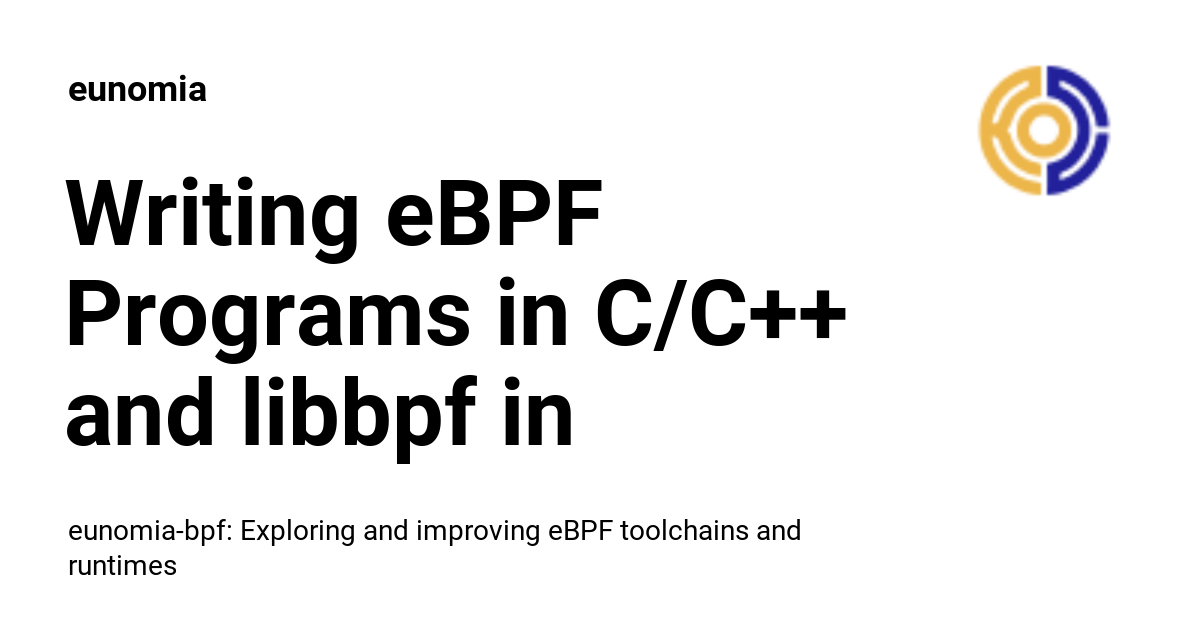 eunomia
Writing eBPF
Programs in C/C++
and libbpf in
eunomia-bpf: Exploring and improving eBPF toolchains and
runtimes